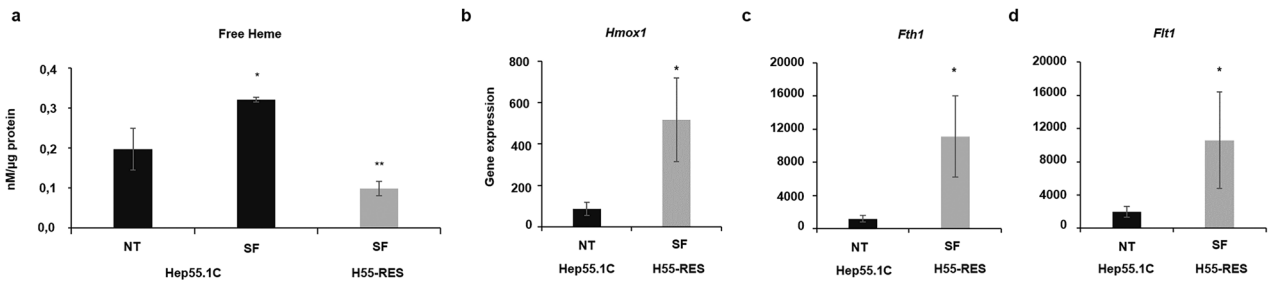 a
Free Heme
nM/µg protein
0,4
0,3
0,2
0,1
0,0
*
**
NT SF SF
Hep55.1C H55-RES
b
Hmox1
Gene expression
800
600
400
200
0
*
NT SF
Hep55.1C H55-RES
c
Fth1
20000
16000
12000
8000
4000
0
*
NT SF
Hep55.1C H55-RES
d
Flt1
20000
16000
12000
8000
4000
0
*
NT SF
Hep55.1C H55-RES